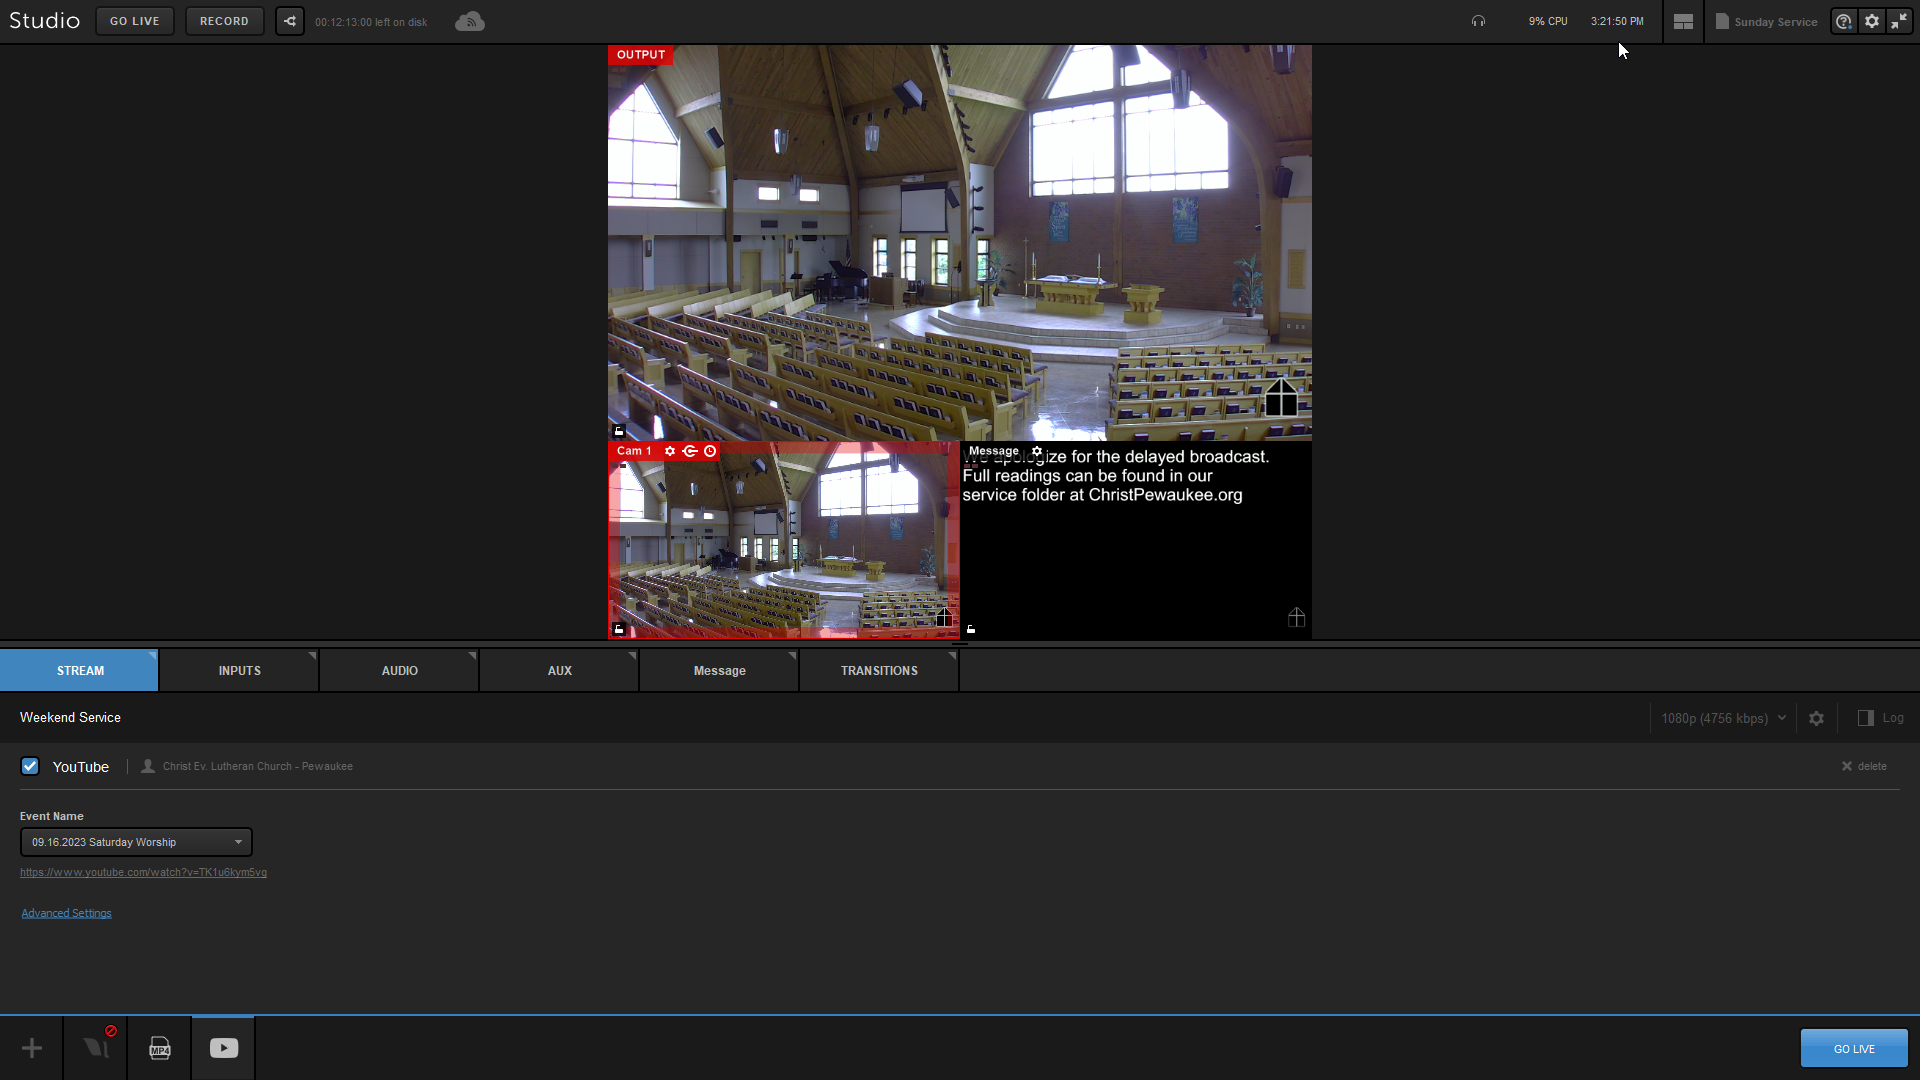 Studio
GO LIVE
RECORD
00:12:13:00 left on disk
9% CPU
3:21:50 PM
Sunday Service
OUTPUT
Cam 1
Message
We apologize for the delayed broadcast.
Full readings can be found in our
service folder at ChristPewaukee.org
STREAM
INPUTS
AUDIO
AUX
Message
TRANSITIONS
Weekend Service
1080p (4756 kbps)
Log
YouTube
Christ Ev. Lutheran Church - Pewaukee
delete
Event Name
09.16.2023 Saturday Worship
https://www.youtube.com/watch?v=TK1u6kym5vg
Advanced Settings
MP4
GO LIVE